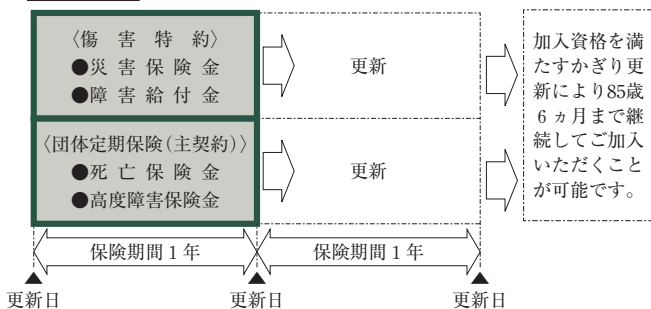 〈傷害特約〉
●災害保険金
●障害給付金
更新
〈団体定期保険(主契約)〉
●死亡保険金
●高度障害保険金
更新
加入資格を満
たすかぎり更
新により85歳
6ヵ月まで継
続してご加入
いただくこと
が可能です。
保険期間1年
保険期間1年
更新日
更新日
更新日